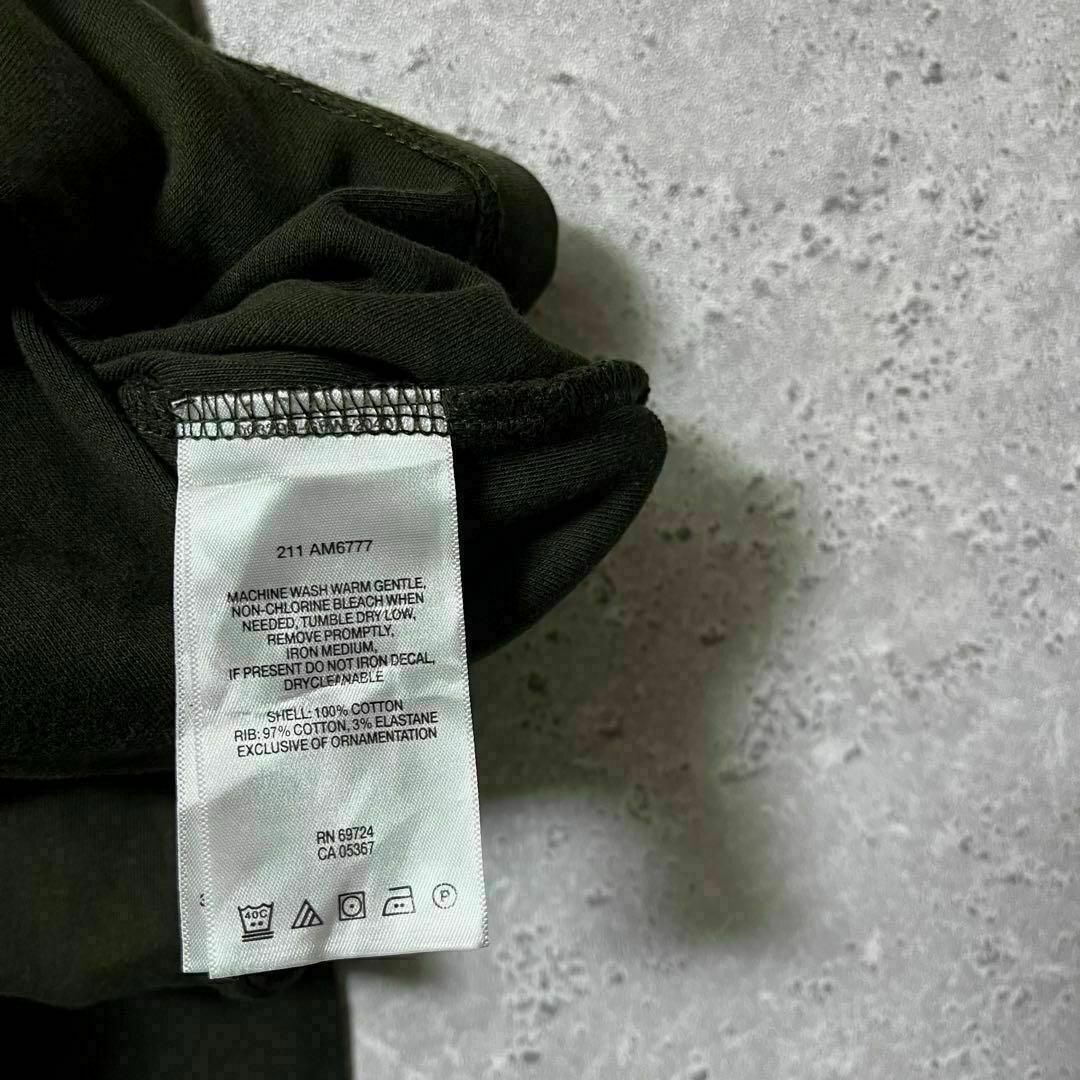 211 AM6777
MACHINE WASH WARM GENTLE,
NON-CHLORINE BLEACH WHEN
NEEDED, TUMBLE DRY LOW,
REMOVE PROMPTLY,
IRON MEDIUM,
IF PRESENT DO NOT IRON DECAL,
DRYCLEANABLE
SHELL: 100% COTTON
RIB: 97% COTTON, 3% ELASTANE
EXCLUSIVE OF ORNAMENTATION
RN 69724
CA 05367
40C P